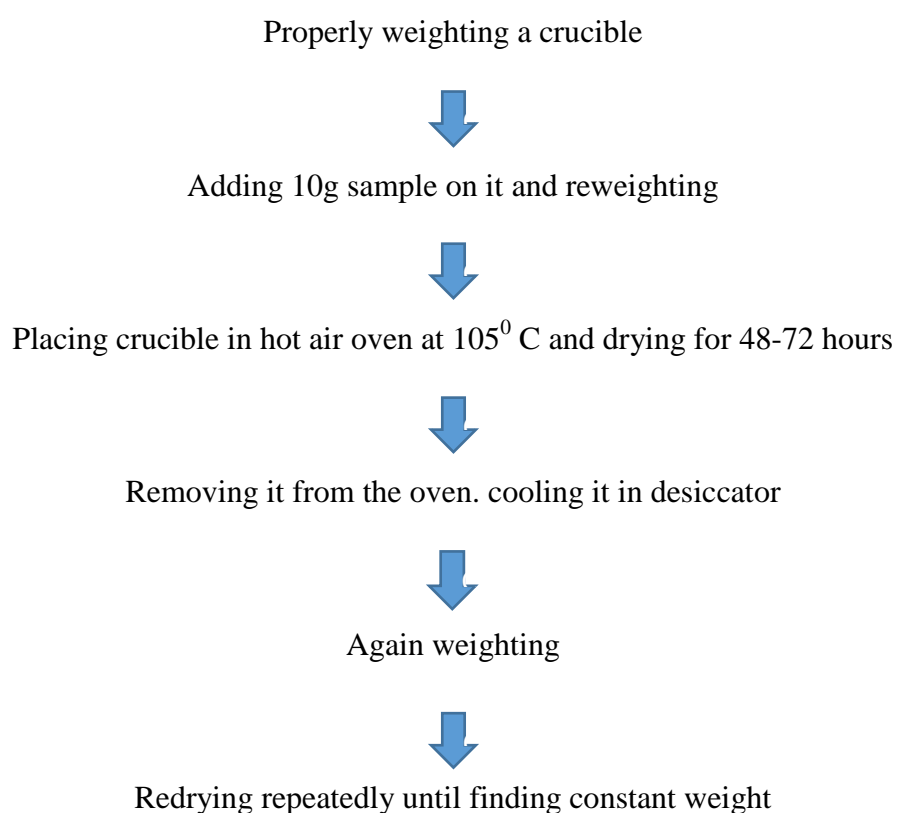 Properly weighting a crucible
Adding 10g sample on it and reweighting
Placing crucible in hot air oven at 105⁰ C and drying for 48-72 hours
Removing it from the oven. cooling it in desiccator
Again weighting
Redrying repeatedly until finding constant weight